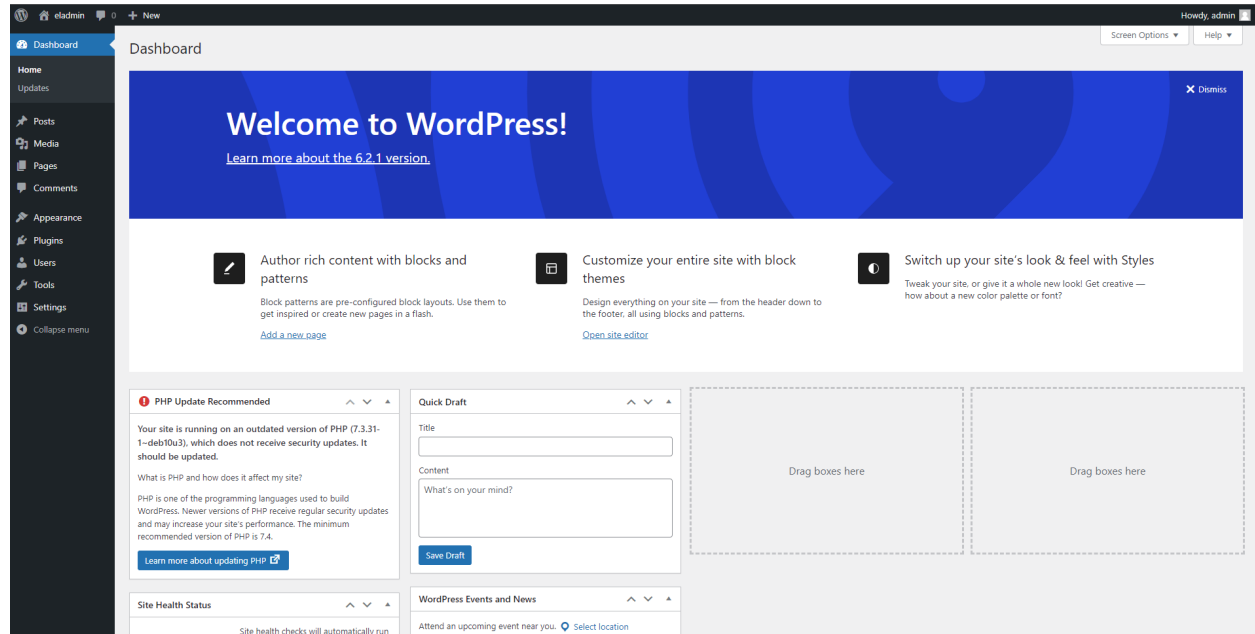 eladmin 0 New
Howdy, admin
Dashboard
Home
Updates
Posts
Media
Pages
Comments
Appearance
Plugins
Users
Tools
Settings
Collapse menu
Dashboard
Screen Options
Help
Dismiss
Welcome to WordPress!
Learn more about the 6.2.1 version.
Author rich content with blocks and
patterns
Block patterns are pre-configured block layouts. Use them to
get inspired or create new pages in a flash.
Add a new page
Customize your entire site with block
themes
Design everything on your site — from the header down to
the footer, all using blocks and patterns.
Open site editor
Switch up your site's look & feel with Styles
Tweak your site, or give it a whole new look! Get creative —
how about a new color palette or font?
PHP Update Recommended
Your site is running on an outdated version of PHP (7.3.31-
1~deb10u3), which does not receive security updates. It
should be updated.
What is PHP and how does it affect my site?
PHP is one of the programming languages used to build
WordPress. Newer versions of PHP receive regular security updates
and may increase your site's performance. The minimum
recommended version of PHP is 7.4.
Learn more about updating PHP
Site Health Status
Site health checks will automatically run
Quick Draft
Title
Content
What's on your mind?
Save Draft
WordPress Events and News
Attend an upcoming event near you. Select location
Drag boxes here
Drag boxes here